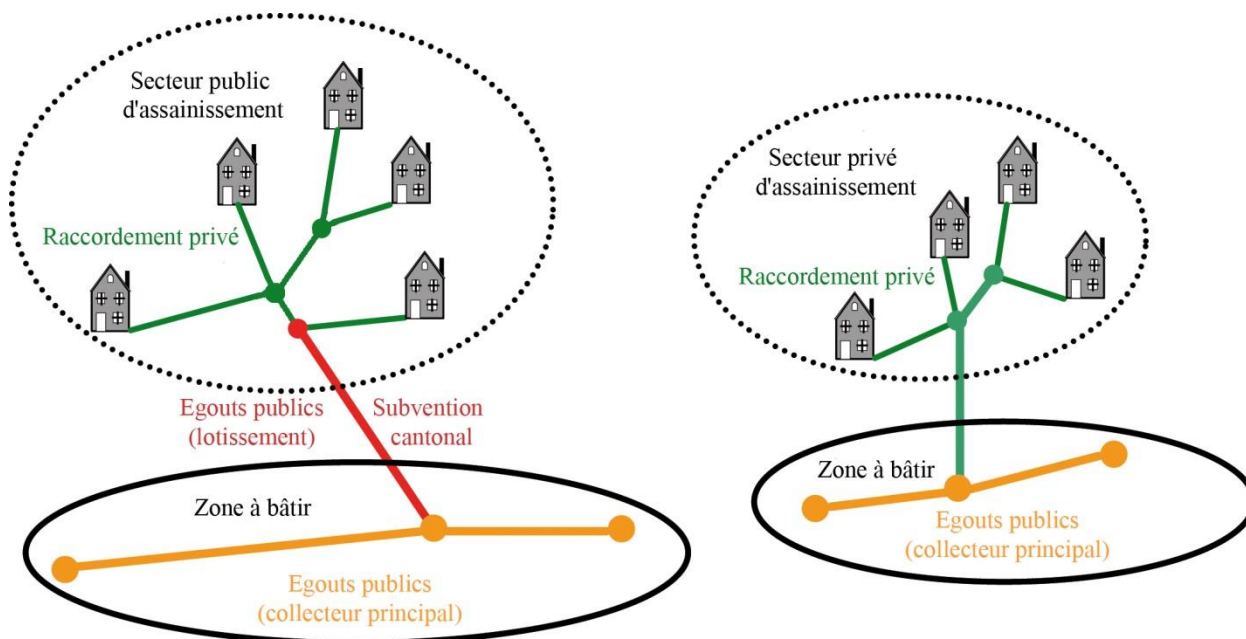 Secteur public
d'assainissement
Raccordement privé
Egouts publics
(lotissement)
Subvention
cantonal
Zone à bâtir
Egouts publics
(collecteur principal)
Secteur privé
d'assainissement
Raccordement privé
Zone à bâtir
Egouts publics
(collecteur principal)